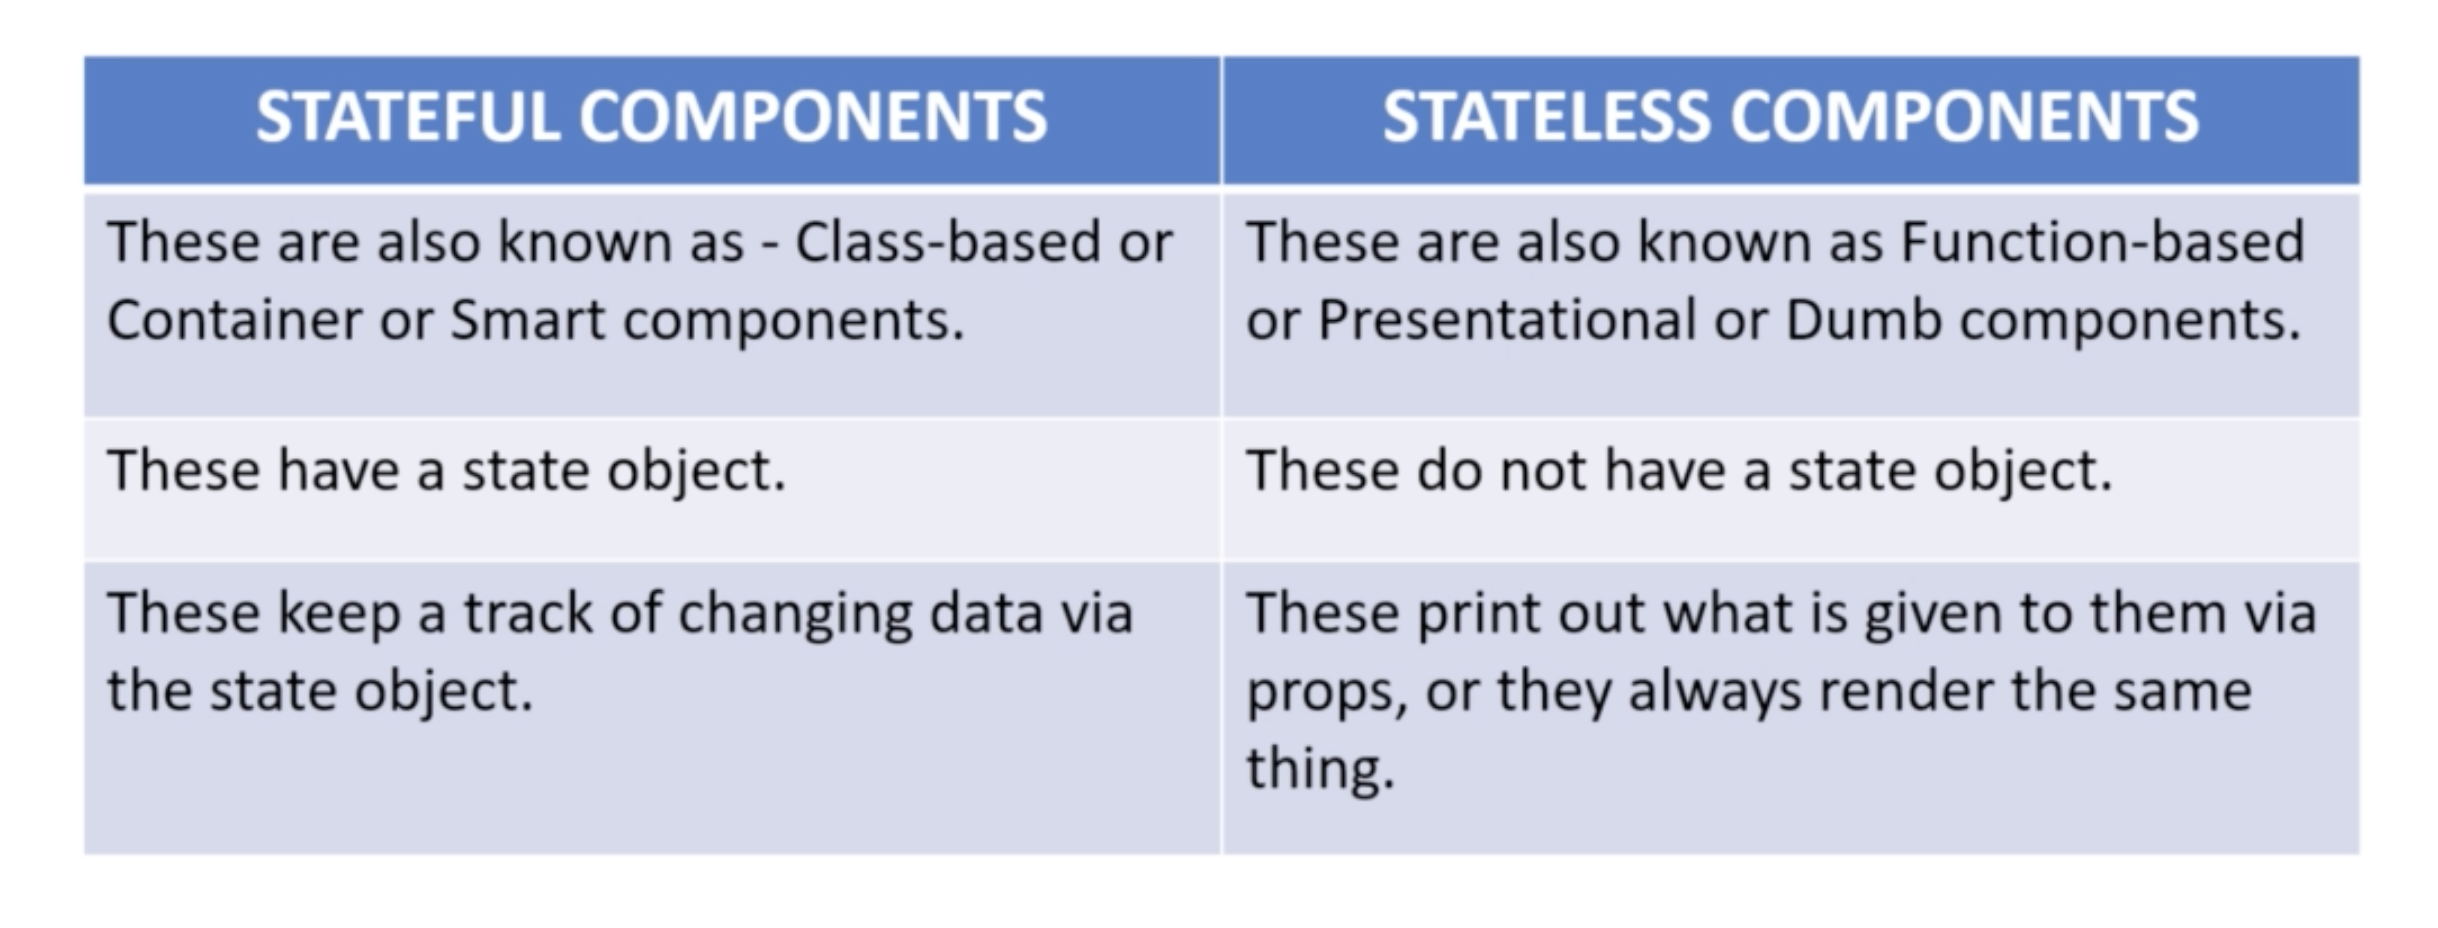 STATEFUL COMPONENTS
STATELESS COMPONENTS
These are also known as - Class-based or
Container or Smart components.
These are also known as Function-based
or Presentational or Dumb components.
These have a state object.
These do not have a state object.
These keep a track of changing data via
the state object.
These print out what is given to them via
props, or they always render the same
thing.